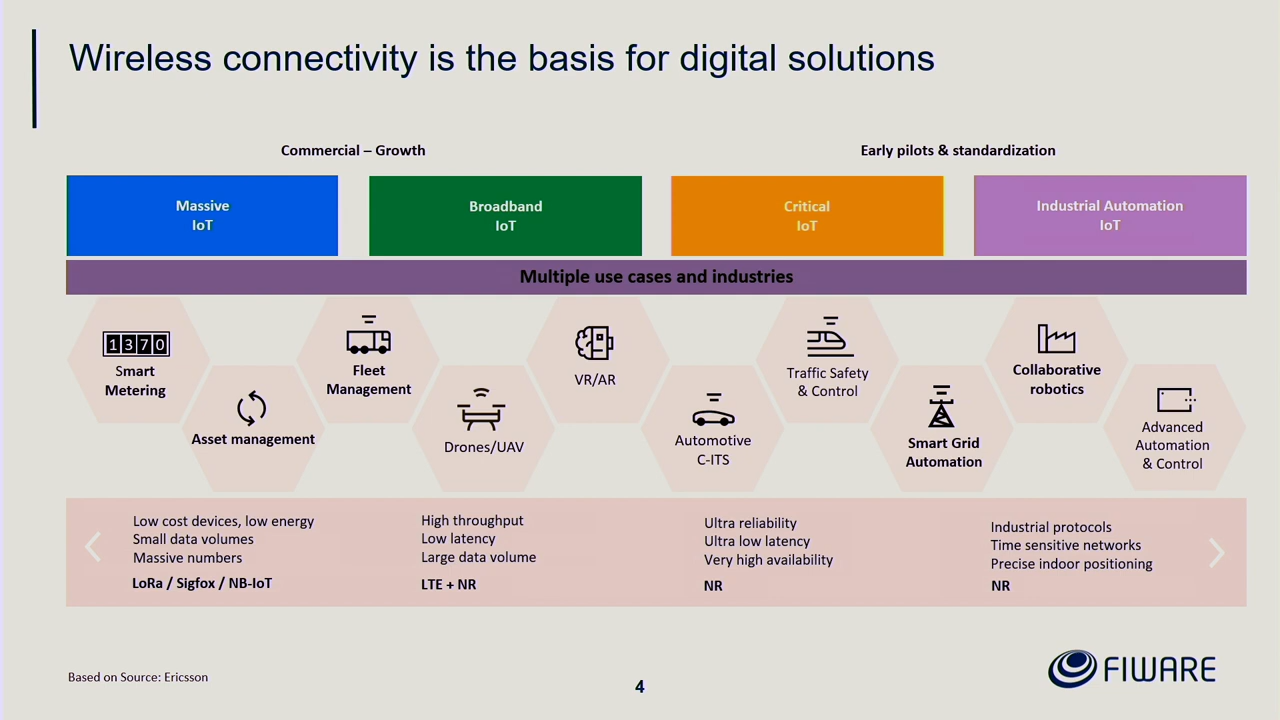 Wireless connectivity is the basis for digital solutions
Commercial – Growth
Early pilots & standardization
Massive
IoT
Broadband
IoT
Critical
IoT
Industrial Automation
IoT
Multiple use cases and industries
1370
Smart
Metering
Asset management
Fleet
Management
Drones/UAV
VR/AR
Automotive
C-ITS
Traffic Safety
& Control
Smart Grid
Automation
Collaborative
robotics
Advanced
Automation
& Control
Low cost devices, low energy
Small data volumes
Massive numbers
LoRa / Sigfox / NB-IoT
High throughput
Low latency
Large data volume
LTE + NR
Ultra reliability
Ultra low latency
Very high availability
NR
Industrial protocols
Time sensitive networks
Precise indoor positioning
NR
Based on Source: Ericsson
4
FIWARE